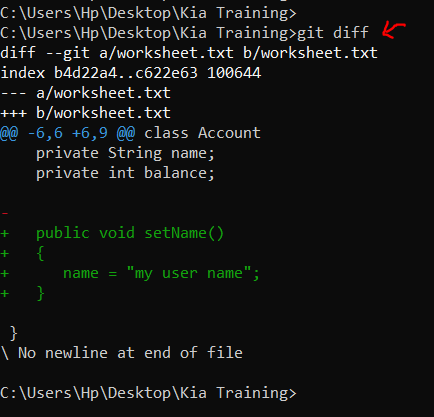 C:\Users\Hp\Desktop\Kia Training>
C:\Users\Hp\Desktop\Kia Training>git diff
diff --git a/worksheet.txt b/worksheet.txt
index b4d22a4..c622e63 100644
--- a/worksheet.txt
+++ b/worksheet.txt
@@ -6,6 +6,9 @@ class Account
    private String name;
    private int balance;
-
+   public void setName()
+   {
+      name = "my user name";
+   }
 }
\ No newline at end of file
C:\Users\Hp\Desktop\Kia Training>